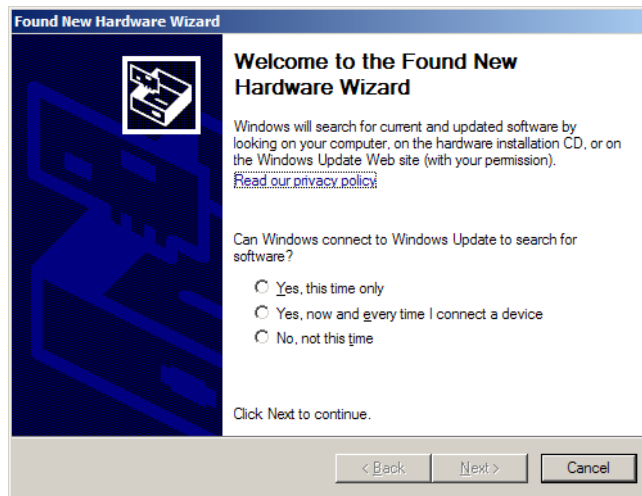 Found New Hardware Wizard
Welcome to the Found New
Hardware Wizard
Windows will search for current and updated software by
looking on your computer, on the hardware installation CD, or on
the Windows Update Web site (with your permission).
Read our privacy policy
Can Windows connect to Windows Update to search for
software?
Yes, this time only
Yes, now and every time I connect a device
No, not this time
Click Next to continue.
< Back Next > Cancel